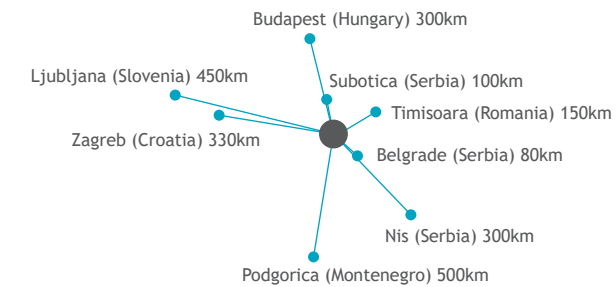 Budapest (Hungary) 300km
Ljubljana (Slovenia) 450km
Subotica (Serbia) 100km
Timisoara (Romania) 150km
Zagreb (Croatia) 330km
Belgrade (Serbia) 80km
Nis (Serbia) 300km
Podgorica (Montenegro) 500km